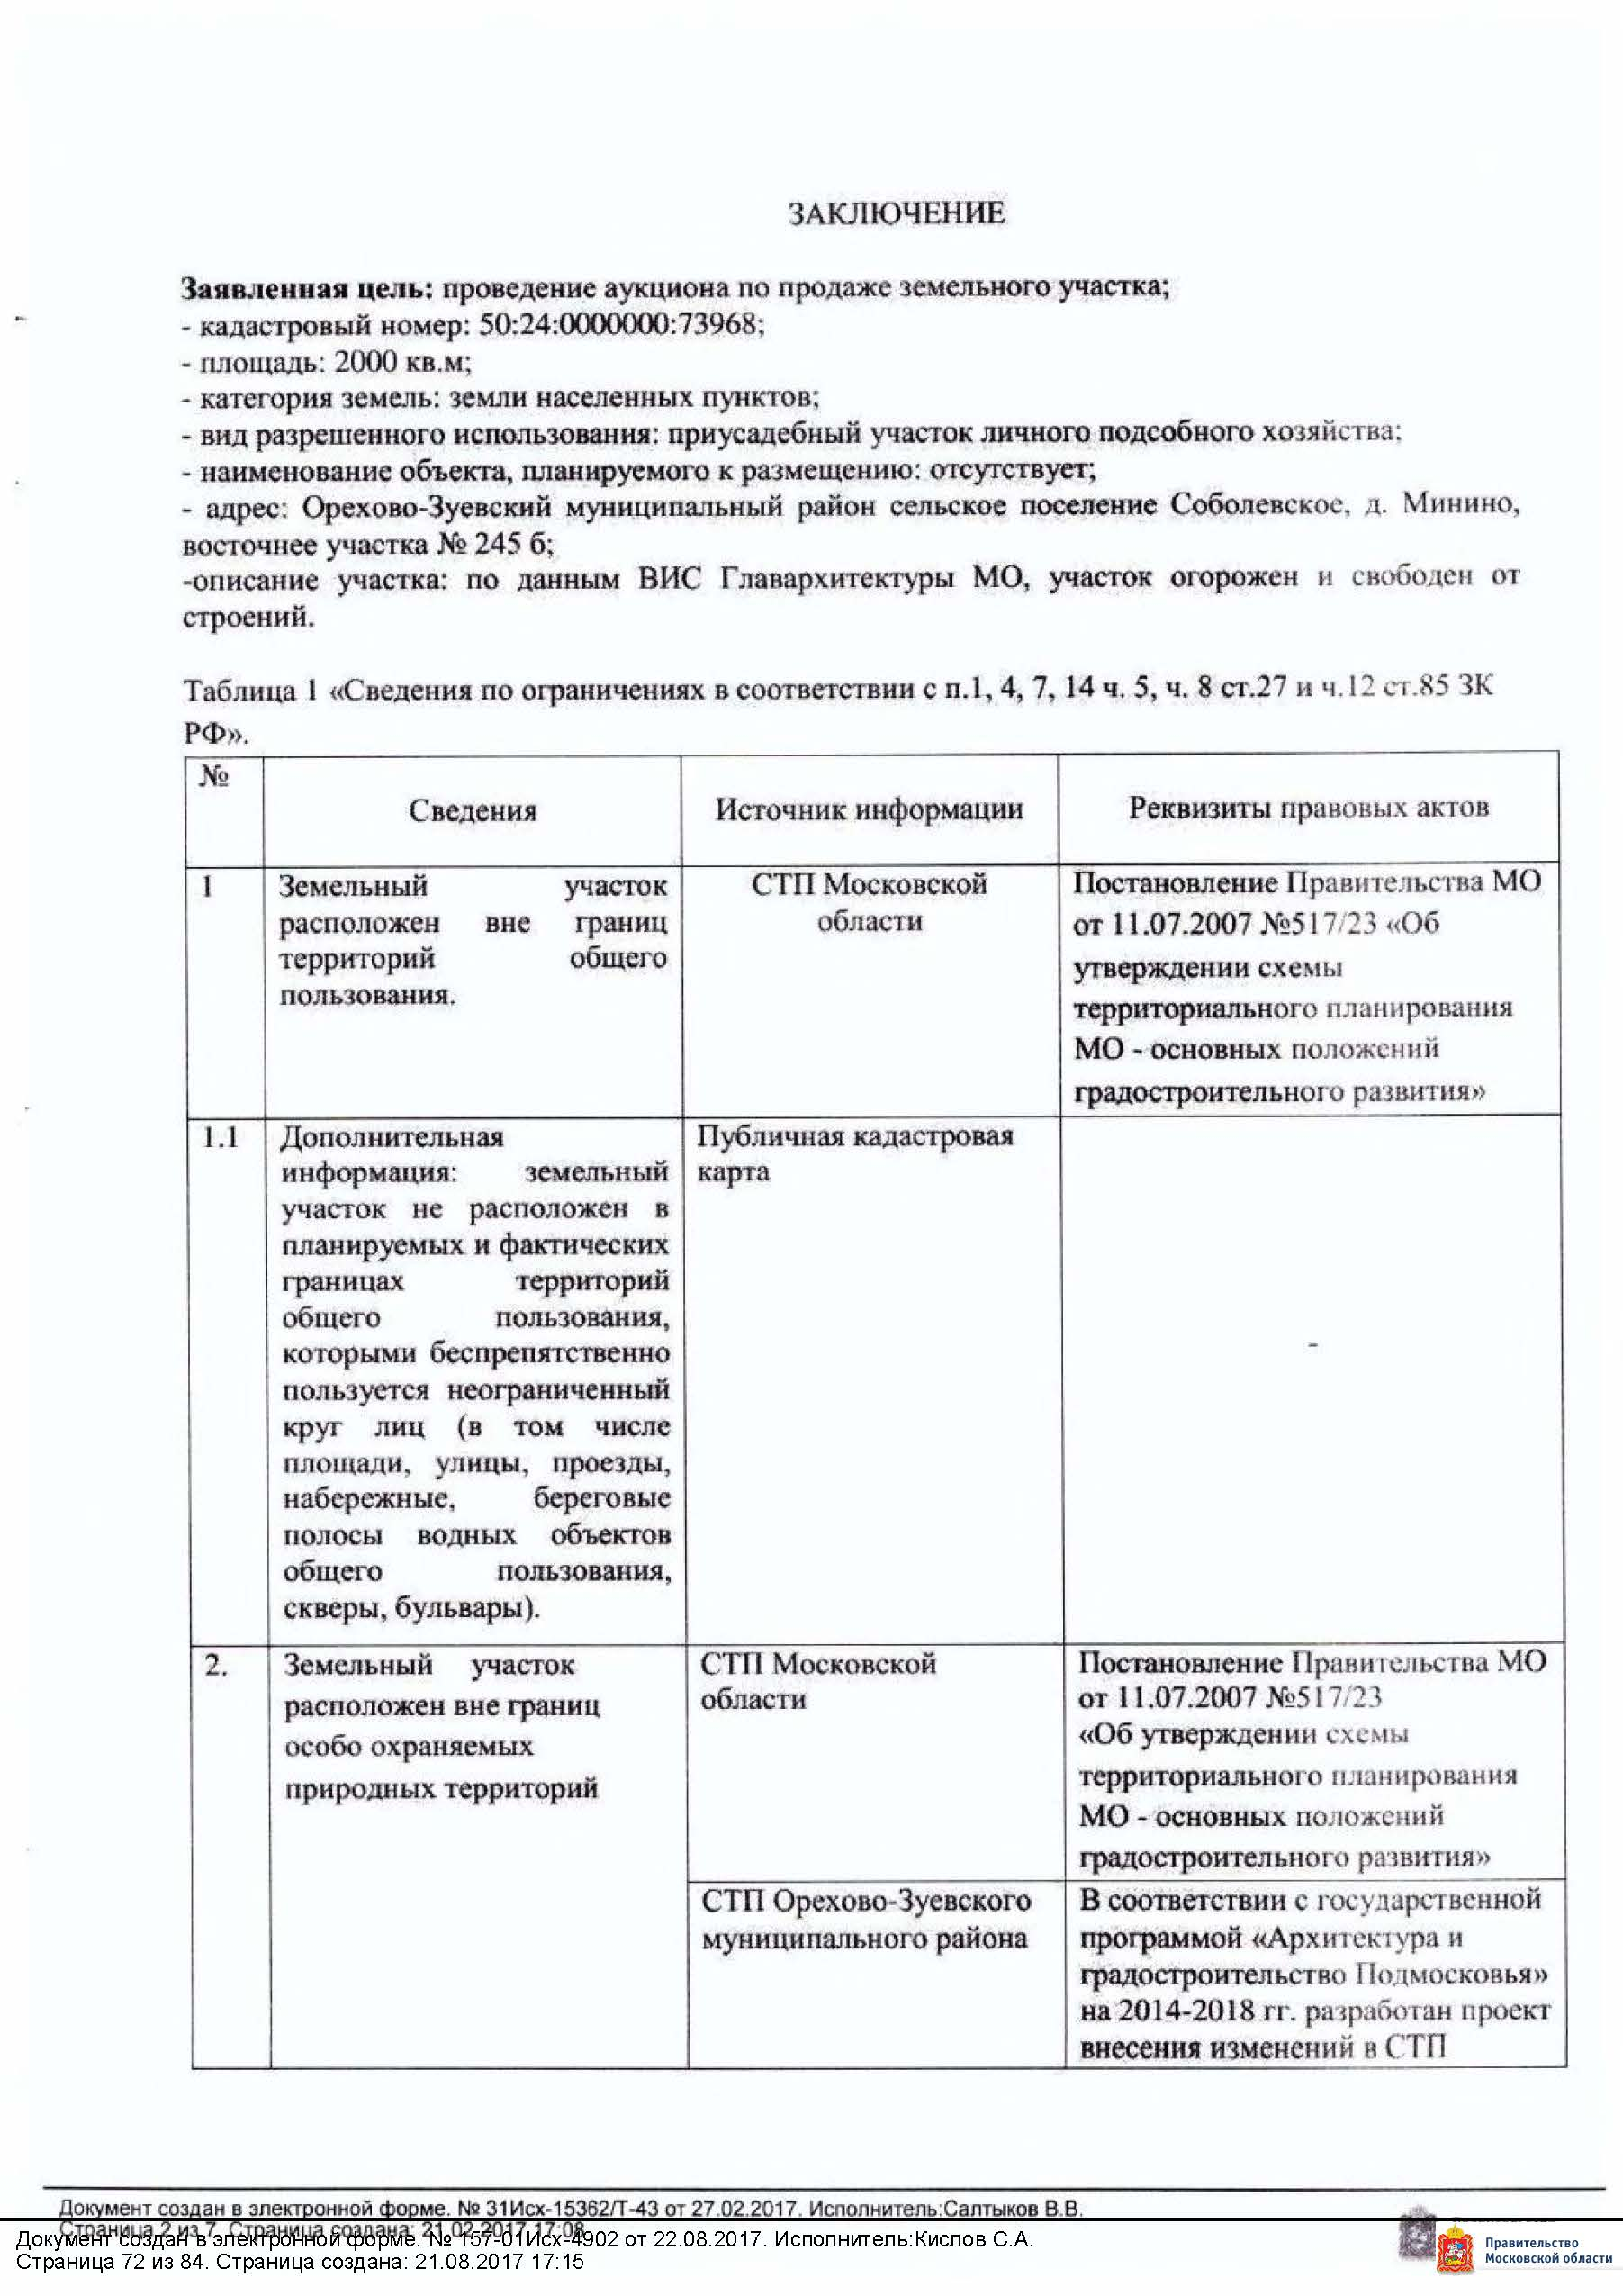 ЗАКЛЮЧЕНИЕ
Заявленная цель: проведение аукциона по продаже земельного участка;
- кадастровый номер: 50:24:0000000:73968;
- площадь: 2000 кв.м;
- категория земель: земли населенных пунктов;
- вид разрешенного использования: приусадебный участок личного подсобного хозяйства;
- наименование объекта, планируемого к размещению: отсутствует;
- адрес: Орехово-Зуевский муниципальный район сельское поселение Соболевское, д. Минино,
восточнее участка № 245 б;
-описание участка: по данным ВИС Главархитектуры МО, участок огорожен и свободен от
строений.
Таблица 1 «Сведения по ограничениях в соответствии с п.1, 4, 7, 14 ч. 5, ч. 8 ст.27 и ч.12 ст.85 ЗК
РФ».
№
Сведения
Источник информации
Реквизиты правовых актов
1
Земельный участок
расположен вне границ
территорий общего
пользования.
СТП Московской
области
Постановление Правительства МО
от 11.07.2007 №517/23 «Об
утверждении схемы
территориального планирования
МО - основных положений
градостроительного развития»
1.1
Дополнительная
информация: земельный
участок не расположен в
планируемых и фактических
границах территорий
общего пользования,
которыми беспрепятственно
пользуется неограниченный
круг лиц (в том числе
площади, улицы, проезды,
набережные, береговые
полосы водных объектов
общего пользования,
скверы, бульвары).
Публичная кадастровая
карта
-
2.
Земельный участок
расположен вне границ
особо охраняемых
природных территорий
СТП Московской
области
Постановление Правительства МО
от 11.07.2007 №517/23
«Об утверждении схемы
территориального планирования
МО - основных положений
градостроительного развития»
СТП Орехово-Зуевского
муниципального района
В соответствии с государственной
программой «Архитектура и
градостроительство Подмосковья»
на 2014-2018 гг. разработан проект
внесения изменений в СТП
Документ создан в электронной форме. № 31Исх-15362/Т-43 от 27.02.2017. Исполнитель:Салтыков В.В.
Страница 2 из 7. Страница создана: 21.02.2017 17:08
Документ создан в электронной форме. № 157-01Исх-4902 от 22.08.2017. Исполнитель:Кислов С.А.
Страница 72 из 84. Страница создана: 21.08.2017 17:15
Правительство
Московской области